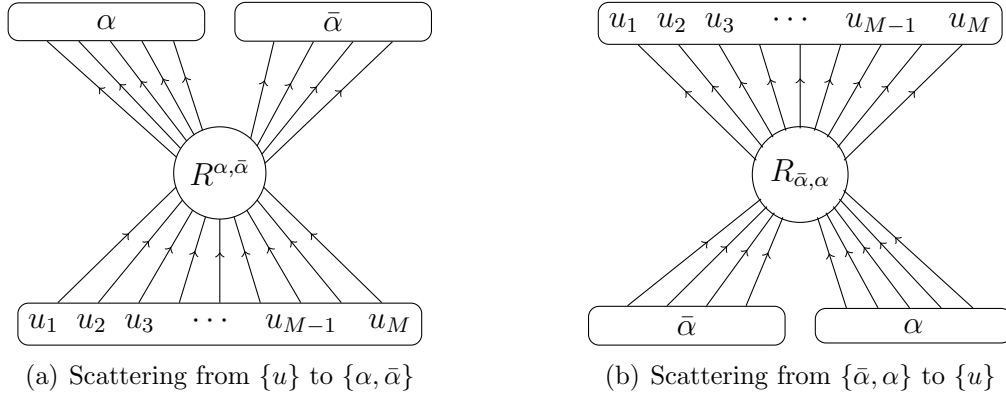 α ᾱ
R^{α,ᾱ}
u_1 u_2 u_3 ⋯ u_{M−1} u_M
(a) Scattering from {u} to {α, ᾱ}
u_1 u_2 u_3 ⋯ u_{M−1} u_M
R_{ᾱ,α}
ᾱ α
(b) Scattering from {ᾱ, α} to {u}